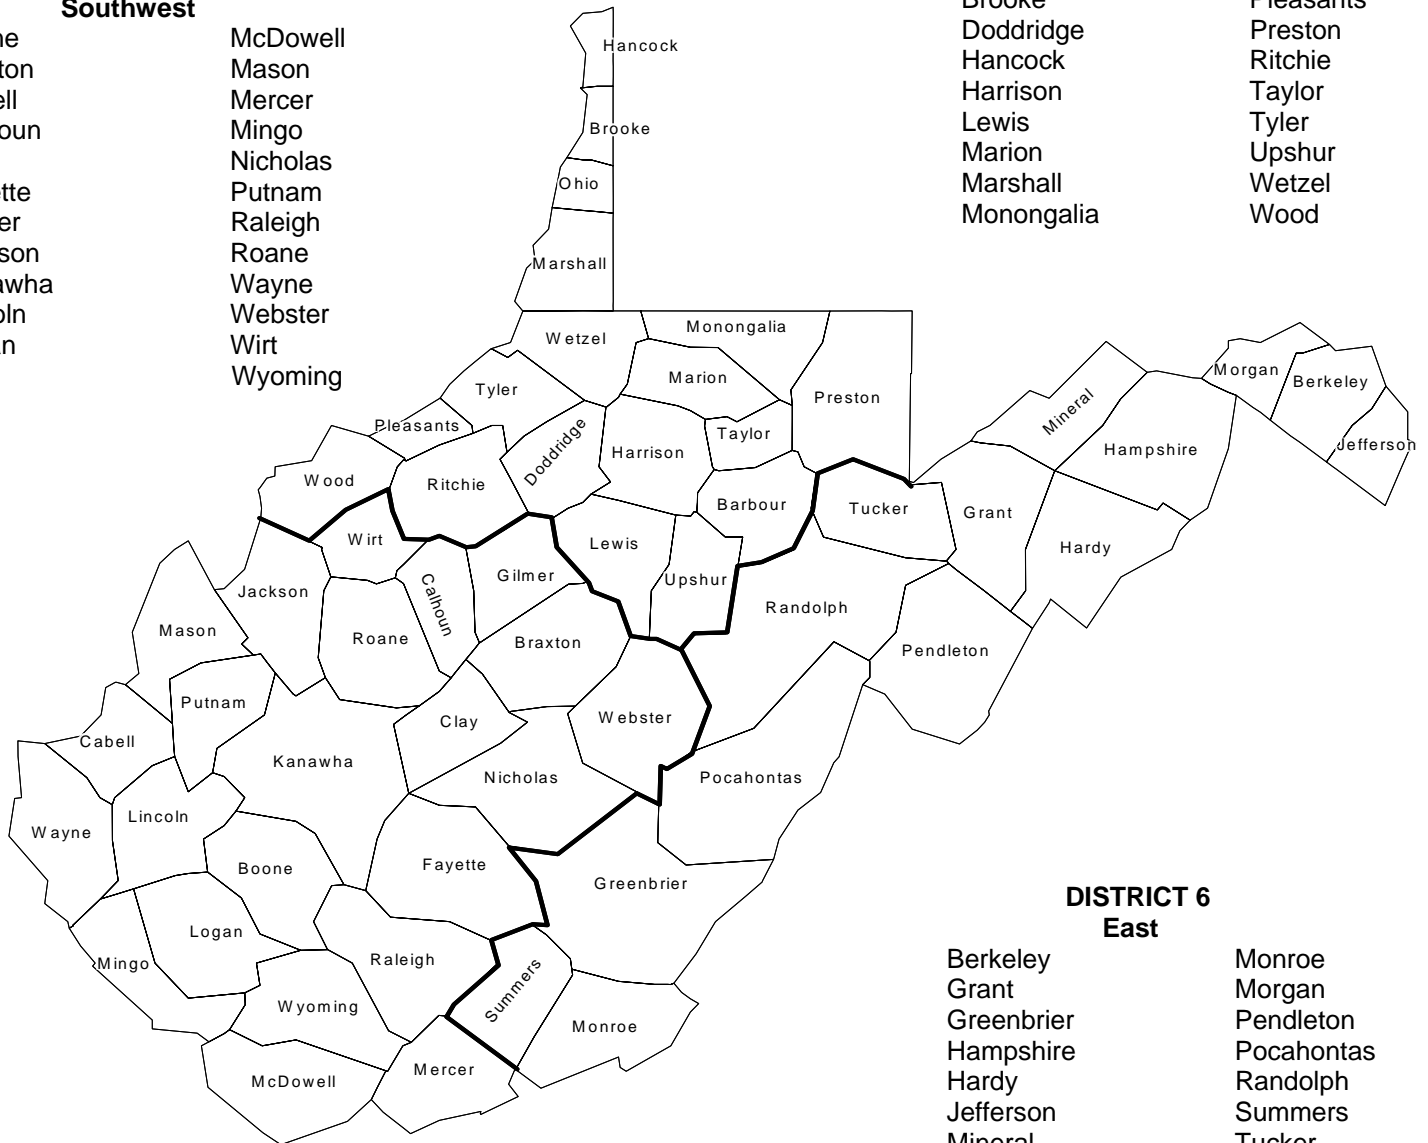 Southwest
McDowell
Mason
Mercer
Mingo
Nicholas
Putnam
Raleigh
Roane
Wayne
Webster
Wirt
Wyoming
Brooke
Doddridge
Hancock
Harrison
Lewis
Marion
Marshall
Monongalia
Pleasants
Preston
Ritchie
Taylor
Tyler
Upshur
Wetzel
Wood
Hancock
Brooke
Ohio
Marshall
Wetzel
Monongalia
Marion
Tyler
Preston
Pleasants
Doddridge
Taylor
Harrison
Wood
Ritchie
Barbour
Tucker
Grant
Mineral
Hampshire
Morgan
Berkeley
Jefferson
Hardy
Wirt
Lewis
Gilmer
Upshur
Jackson
Calhoun
Randolph
Mason
Roane
Braxton
Pendleton
Putnam
Clay
Webster
Cabell
Kanawha
Nicholas
Pocahontas
Wayne
Lincoln
Boone
Fayette
Greenbrier
Logan
Mingo
Raleigh
Summers
Wyoming
Monroe
McDowell
Mercer
DISTRICT 6
East
Berkeley
Grant
Greenbrier
Hampshire
Hardy
Jefferson
Mineral
Monroe
Morgan
Pendleton
Pocahontas
Randolph
Summers
Tucker